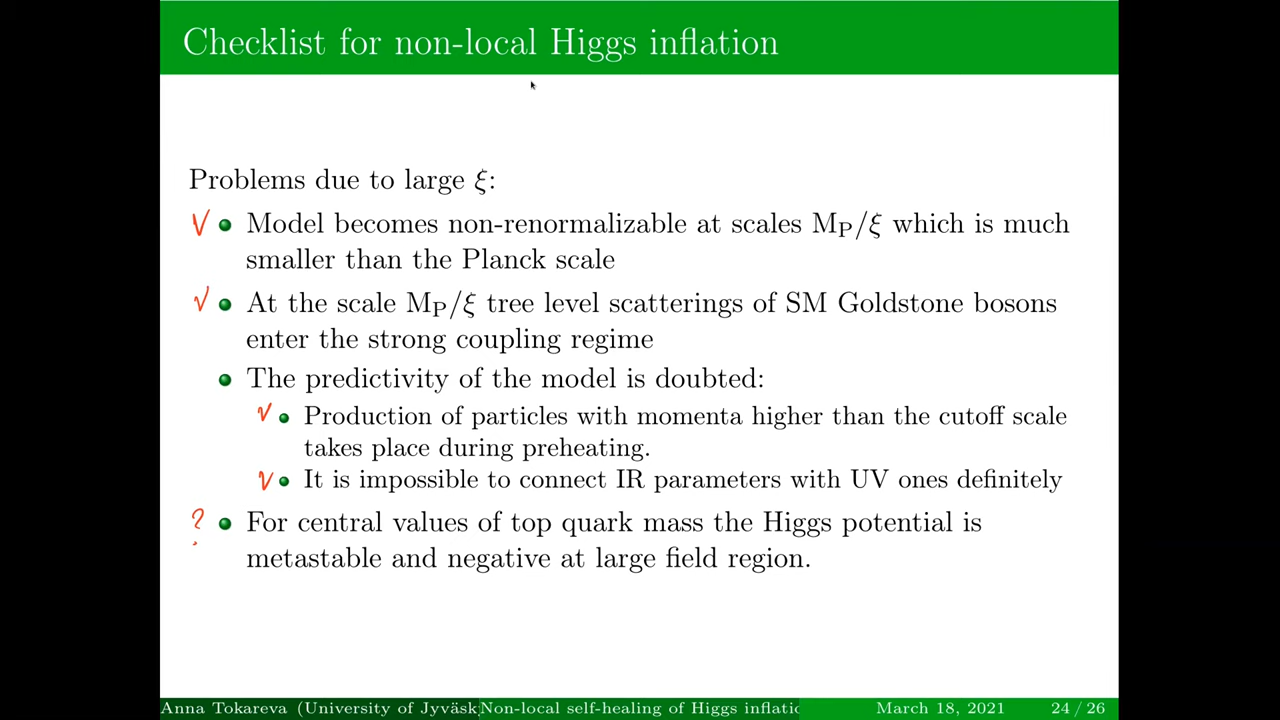 Checklist for non-local Higgs inflation
Problems due to large ξ:
V Model becomes non-renormalizable at scales M_P/ξ which is much
smaller than the Planck scale
√ At the scale M_P/ξ tree level scatterings of SM Goldstone bosons
enter the strong coupling regime
The predictivity of the model is doubted:
V Production of particles with momenta higher than the cutoff scale
takes place during preheating.
V It is impossible to connect IR parameters with UV ones definitely
? For central values of top quark mass the Higgs potential is
metastable and negative at large field region.
Anna Tokareva (University of Jyväsk Non-local self-healing of Higgs inflatio March 18, 2021 24 / 26